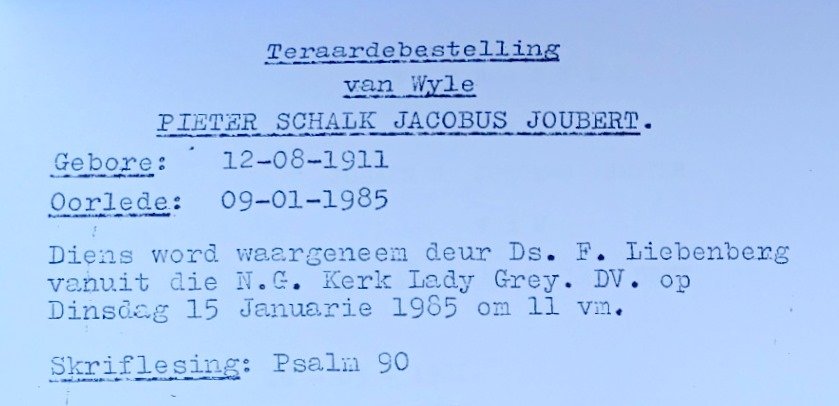 Teraardebestelling
van Wyle
PIETER SCHALK JACOBUS JOUBERT.
Gebore: 12-08-1911
Oorlede: 09-01-1985
Diens word waargeneem deur Ds. F. Liebenberg
vanuit die N.G. Kerk Lady Grey. DV. op
Dinsdag 15 Januarie 1985 om 11 vm.
Skriflesing: Psalm 90